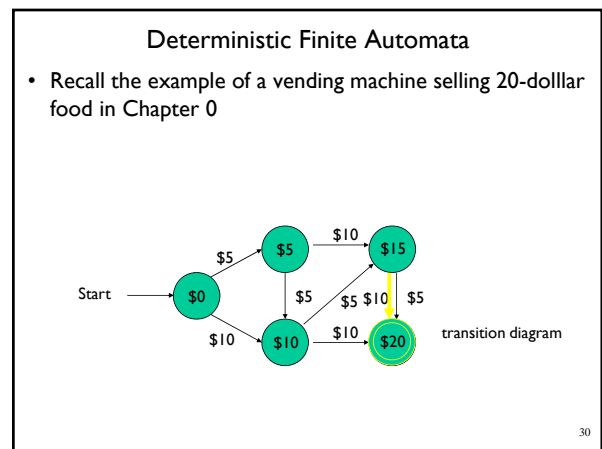 Deterministic Finite Automata
• Recall the example of a vending machine selling 20-dolllar
food in Chapter 0
$10
$5
$15
$5
Start
$0
$5
$5
$10
$5
$10
$10
$10
$20
transition diagram
30